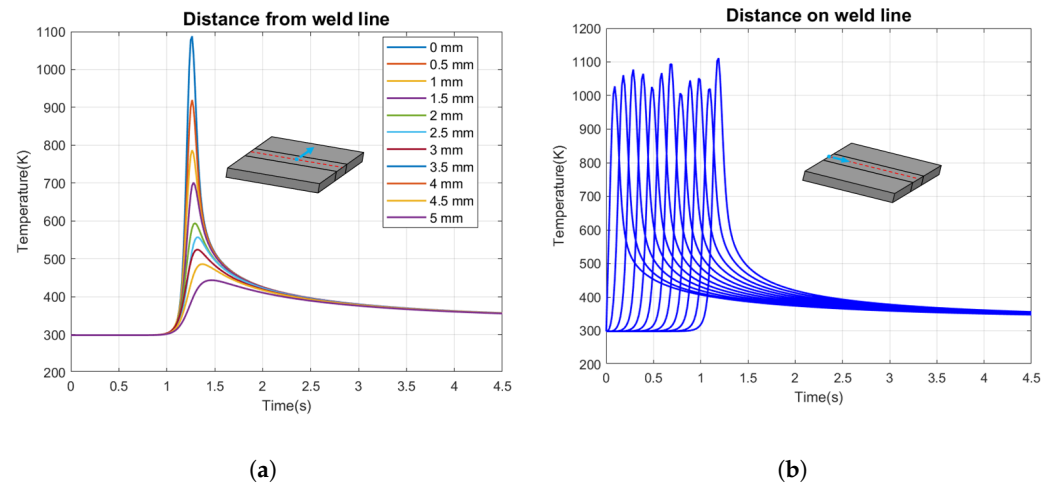 Distance from weld line
1100
1000
900
800
700
600
500
400
300
200
Temperature(K)
0 0.5 1 1.5 2 2.5 3 3.5 4 4.5
Time(s)
0 mm
0.5 mm
1 mm
1.5 mm
2 mm
2.5 mm
3 mm
3.5 mm
4 mm
4.5 mm
5 mm
(a)
Distance on weld line
1200
1100
1000
900
800
700
600
500
400
300
200
Temperature(K)
0 0.5 1 1.5 2 2.5 3 3.5 4 4.5
Time(s)
(b)